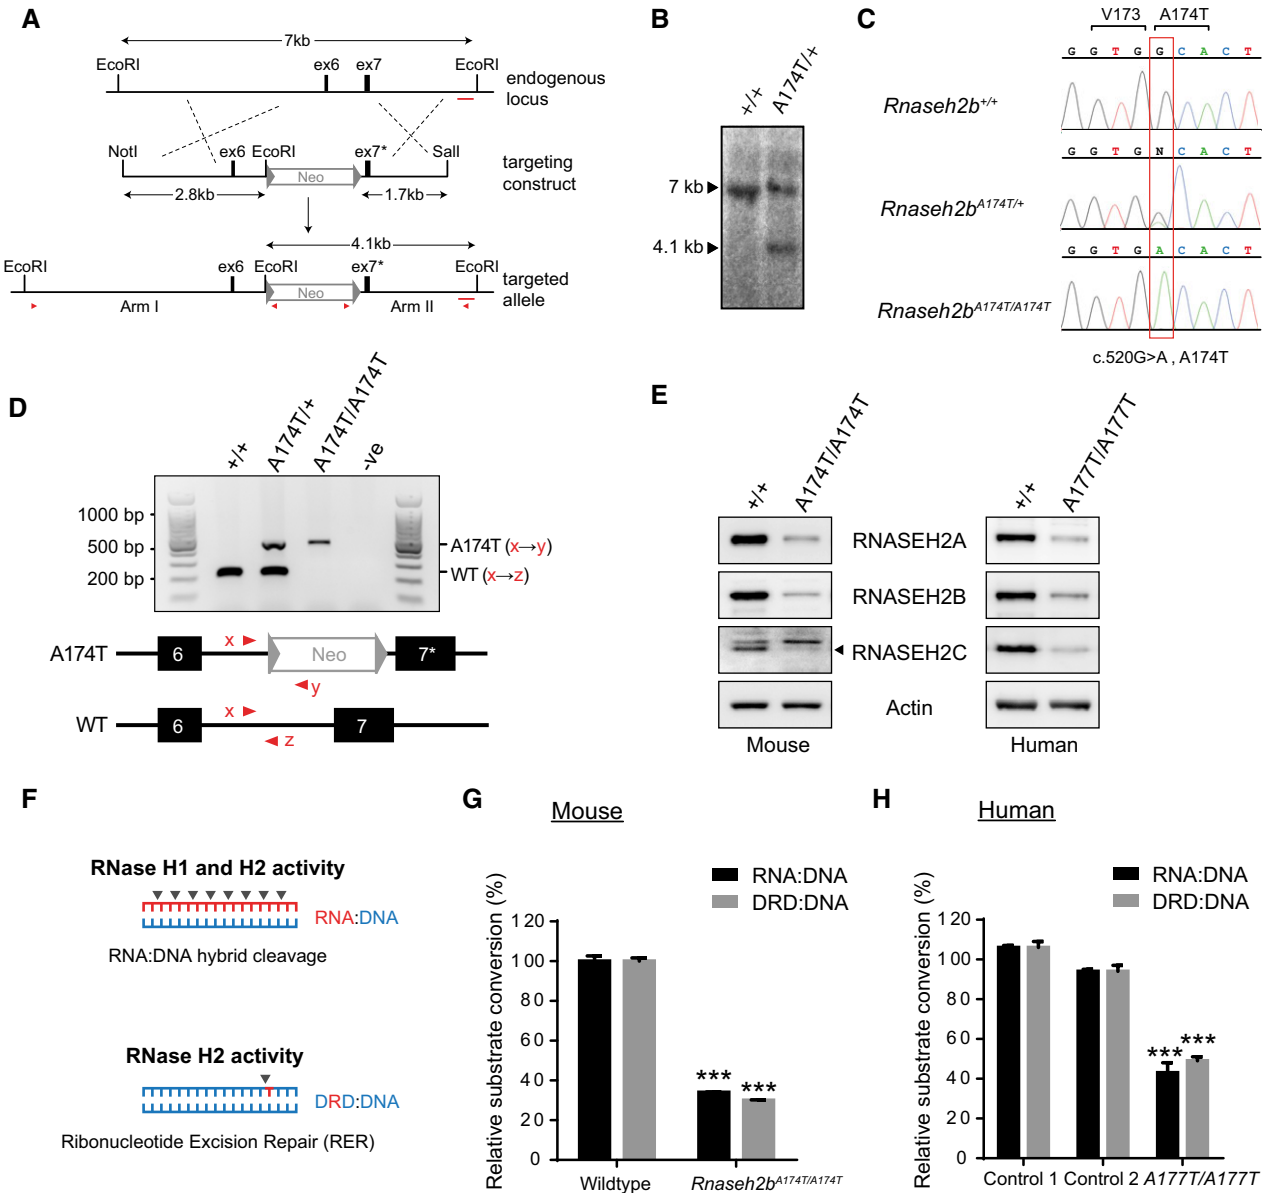 A
7kb
EcoRI
ex6
ex7
EcoRI
endogenous
locus
NotI
ex6
EcoRI
ex7*
SalI
Neo
targeting
construct
2.8kb
1.7kb
4.1kb
EcoRI
ex6
EcoRI
ex7*
EcoRI
Neo
targeted
allele
Arm I
Arm II
B
+/+
A174T/+
7 kb
4.1 kb
C
V173
A174T
G G T G G C A C T
Rnaseh2b+/+
G G T G N C A C T
Rnaseh2bA174T/+
G G T G A C A C T
Rnaseh2bA174T/A174T
c.520G>A , A174T
D
+/+
A174T/+
A174T/A174T
-ve
1000 bp
500 bp
200 bp
A174T (x→y)
WT (x→z)
A174T
6
x
Neo
y
7*
WT
6
x
z
7
E
+/+
A174T/A174T
+/+
A177T/A177T
RNASEH2A
RNASEH2B
RNASEH2C
Actin
Mouse
Human
F
RNase H1 and H2 activity
RNA:DNA
RNA:DNA hybrid cleavage
RNase H2 activity
DRD:DNA
Ribonucleotide Excision Repair (RER)
G
Mouse
RNA:DNA
DRD:DNA
Relative substrate conversion (%)
120
100
80
60
40
20
0
***
***
Wildtype
Rnaseh2bA174T/A174T
H
Human
RNA:DNA
DRD:DNA
Relative substrate conversion (%)
120
100
80
60
40
20
0
***
***
Control 1
Control 2
A177T/A177T